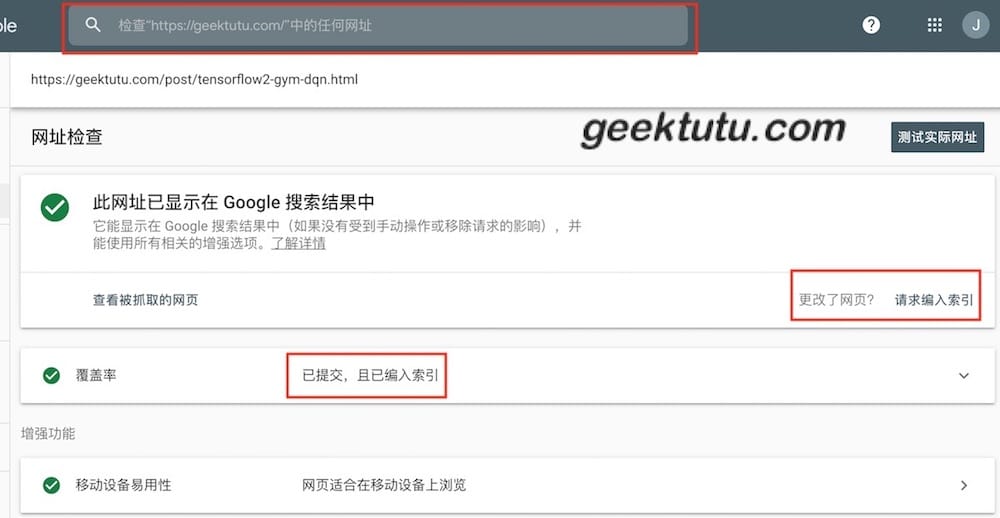 ole
检查“https://geektutu.com/”中的任何网址
J
https://geektutu.com/post/tensorflow2-gym-dqn.html
网址检查
geektutu.com
测试实际网址
此网址已显示在 Google 搜索结果中
它能显示在 Google 搜索结果中（如果没有受到手动操作或移除请求的影响），并
能使用所有相关的增强选项。了解详情
查看被抓取的网页
更改了网页？ 请求编入索引
覆盖率 已提交，且已编入索引
增强功能
移动设备易用性 网页适合在移动设备上浏览